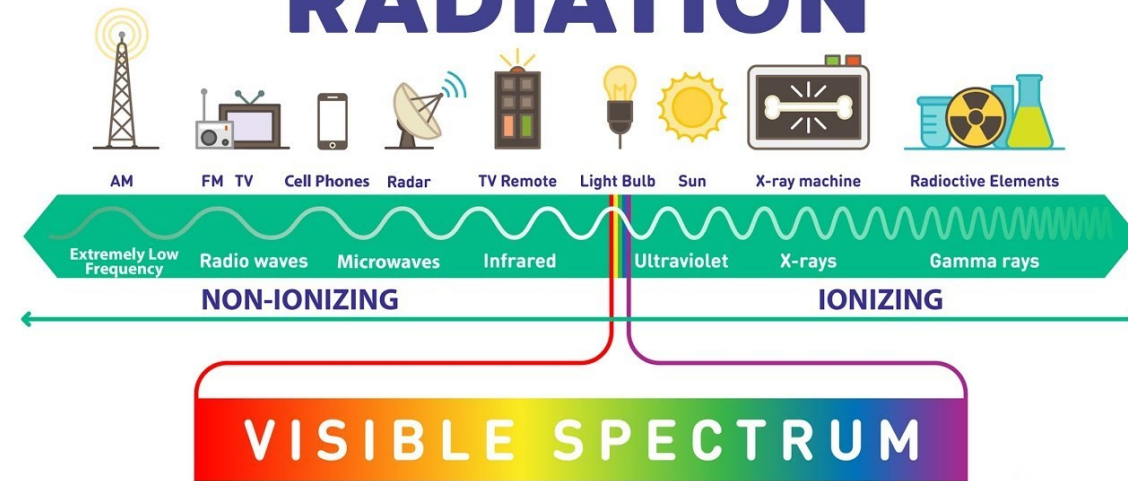 RADIATION
AM
FM TV
Cell Phones
Radar
TV Remote
Light Bulb
Sun
X-ray machine
Radioctive Elements
Extremely Low
Frequency
Radio waves
Microwaves
Infrared
Ultraviolet
X-rays
Gamma rays
NON-IONIZING
IONIZING
VISIBLE SPECTRUM